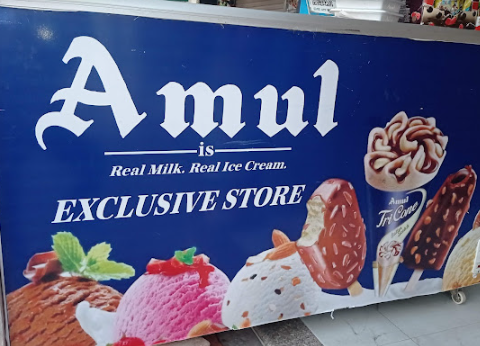 Amul
is
Real Milk. Real Ice Cream.
EXCLUSIVE STORE
Amul
Tri Cone